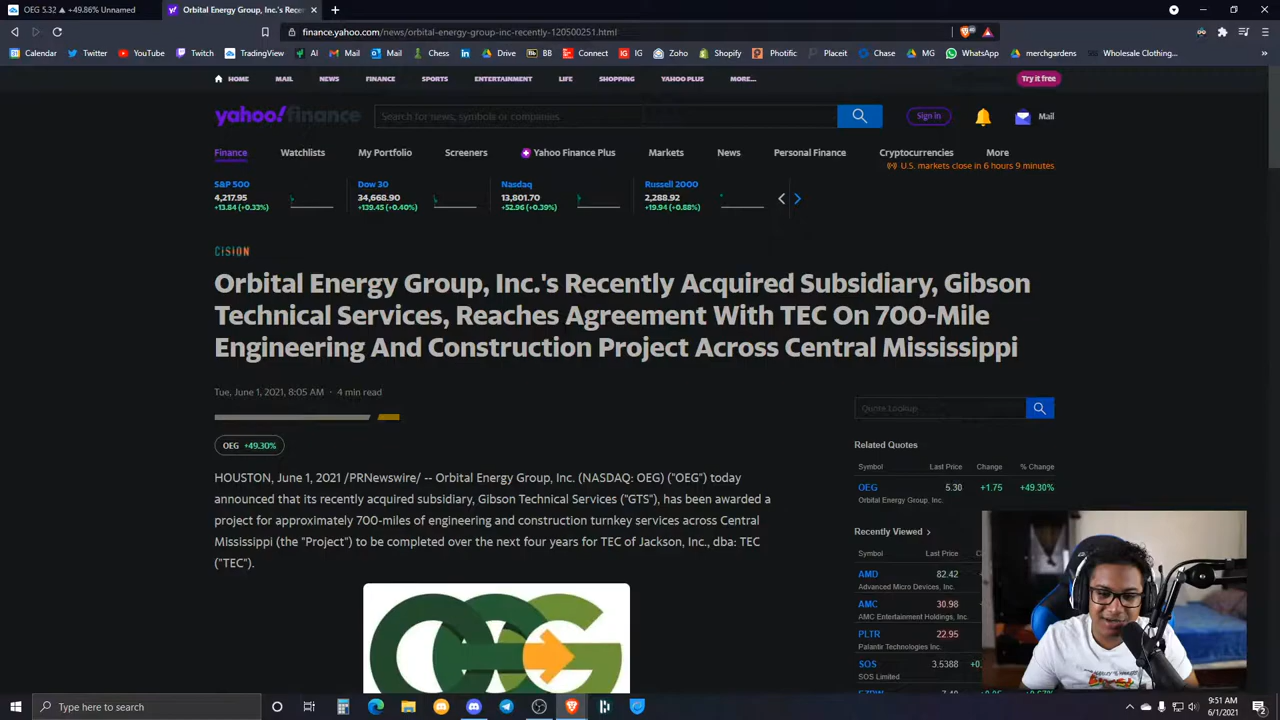 OEG 5.32 ▲ +49.86% Unnamed
Orbital Energy Group, Inc.'s Recen
finance.yahoo.com/news/orbital-energy-group-inc-recently-120500251.html
Calendar Twitter YouTube Twitch TradingView AI Mail Mail Chess Drive BB Connect IG Zoho Shopify Photific Placeit Chase MG WhatsApp merchgardens Wholesale Clothing...
HOME MAIL NEWS FINANCE SPORTS ENTERTAINMENT LIFE SHOPPING YAHOO PLUS MORE...
Try it free
yahoo!finance
Search for news, symbols or companies
Sign in
Mail
Finance Watchlists My Portfolio Screeners Yahoo Finance Plus Markets News Personal Finance Cryptocurrencies More
U.S. markets close in 6 hours 9 minutes
S&P 500
4,217.95
+13.84 (+0.33%)
Dow 30
34,668.90
+139.45 (+0.40%)
Nasdaq
13,801.70
+52.96 (+0.39%)
Russell 2000
2,288.92
+19.94 (+0.88%)
CISION
Orbital Energy Group, Inc.'s Recently Acquired Subsidiary, Gibson
Technical Services, Reaches Agreement With TEC On 700-Mile
Engineering And Construction Project Across Central Mississippi
Tue, June 1, 2021, 8:05 AM · 4 min read
OEG +49.30%
HOUSTON, June 1, 2021 /PRNewswire/ -- Orbital Energy Group, Inc. (NASDAQ: OEG) ("OEG") today
announced that its recently acquired subsidiary, Gibson Technical Services ("GTS"), has been awarded a
project for approximately 700-miles of engineering and construction turnkey services across Central
Mississippi (the "Project") to be completed over the next four years for TEC of Jackson, Inc., dba: TEC
("TEC").
OEG
Quote Lookup
Related Quotes
Symbol Last Price Change % Change
OEG 5.30 +1.75 +49.30%
Orbital Energy Group, Inc.
Recently Viewed
Symbol Last Price
AMD 82.42
Advanced Micro Devices, Inc.
AMC 30.98
AMC Entertainment Holdings, Inc.
PLTR 22.95
Palantir Technologies Inc.
SOS 3.5388 +0.
SOS Limited
Type here to search
9:51 AM
6/1/2021